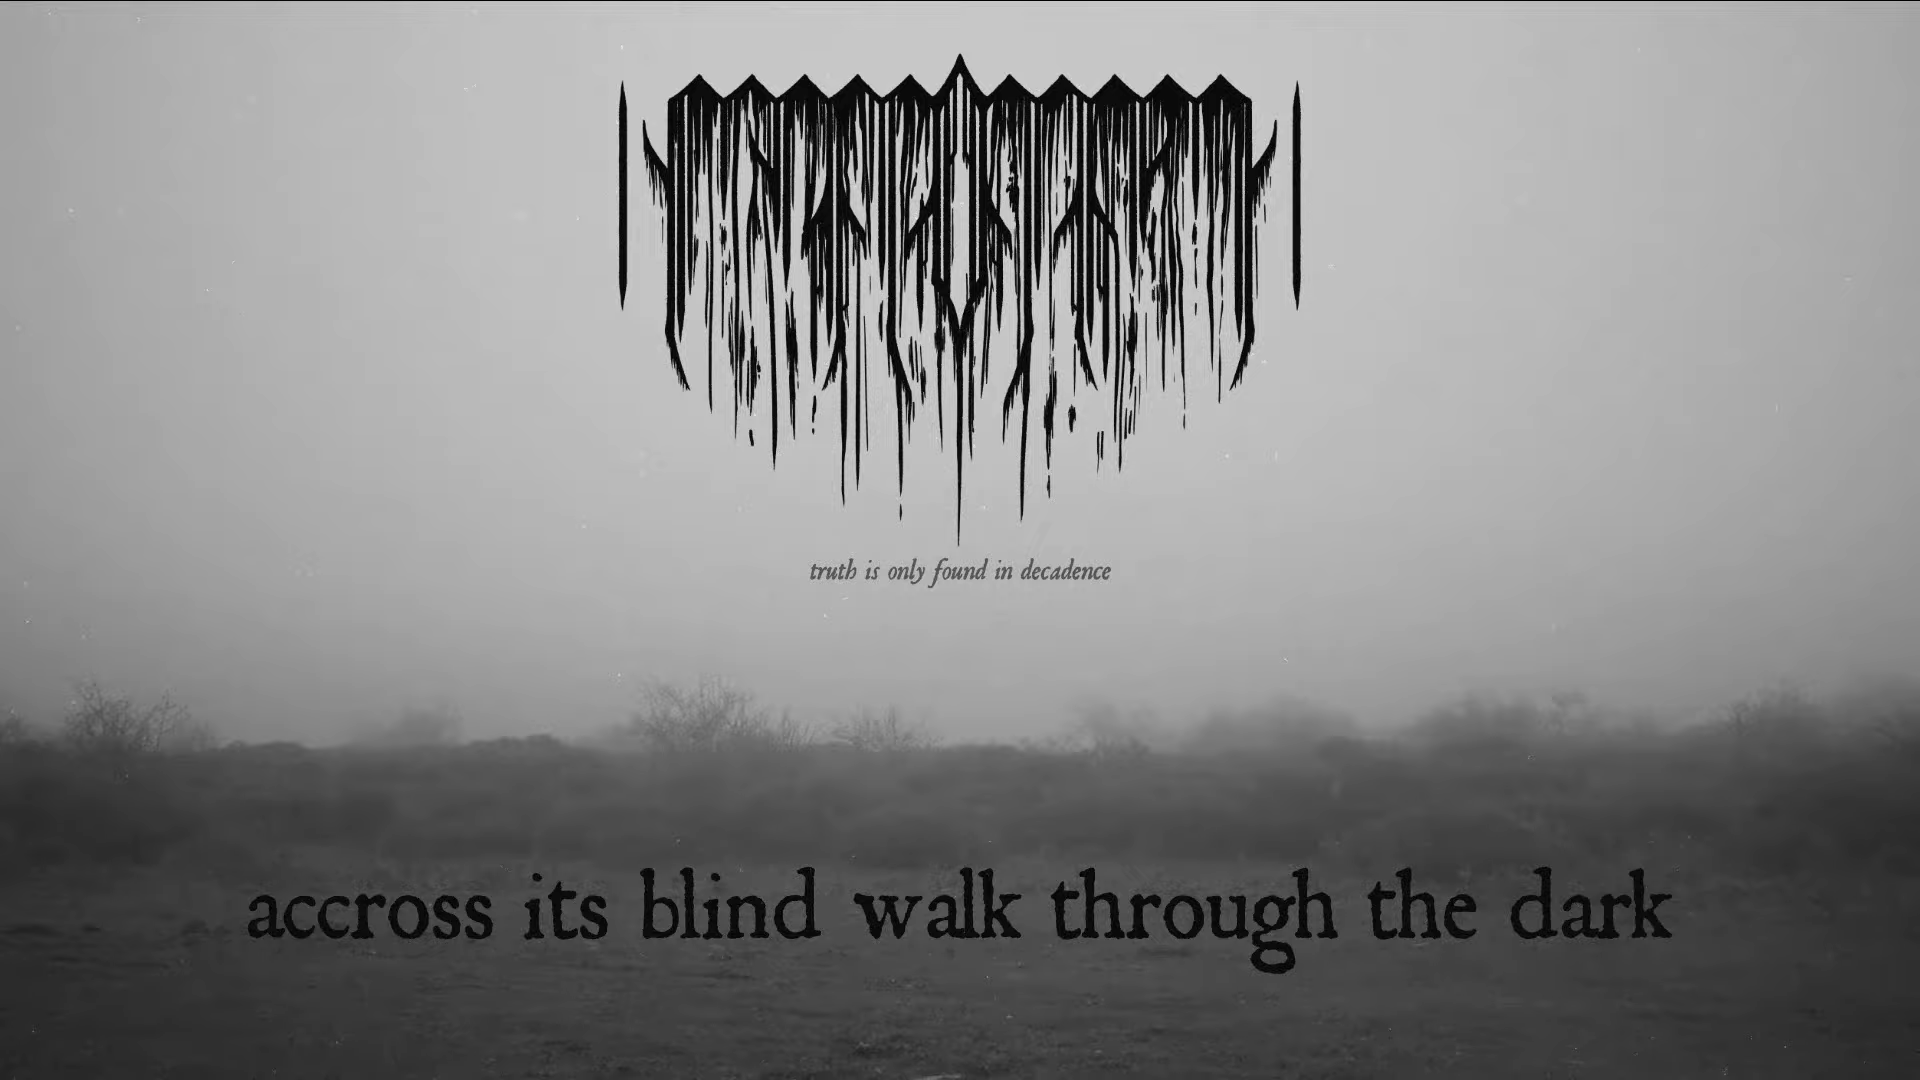 truth is only found in decadence
accross its blind walk through the dark